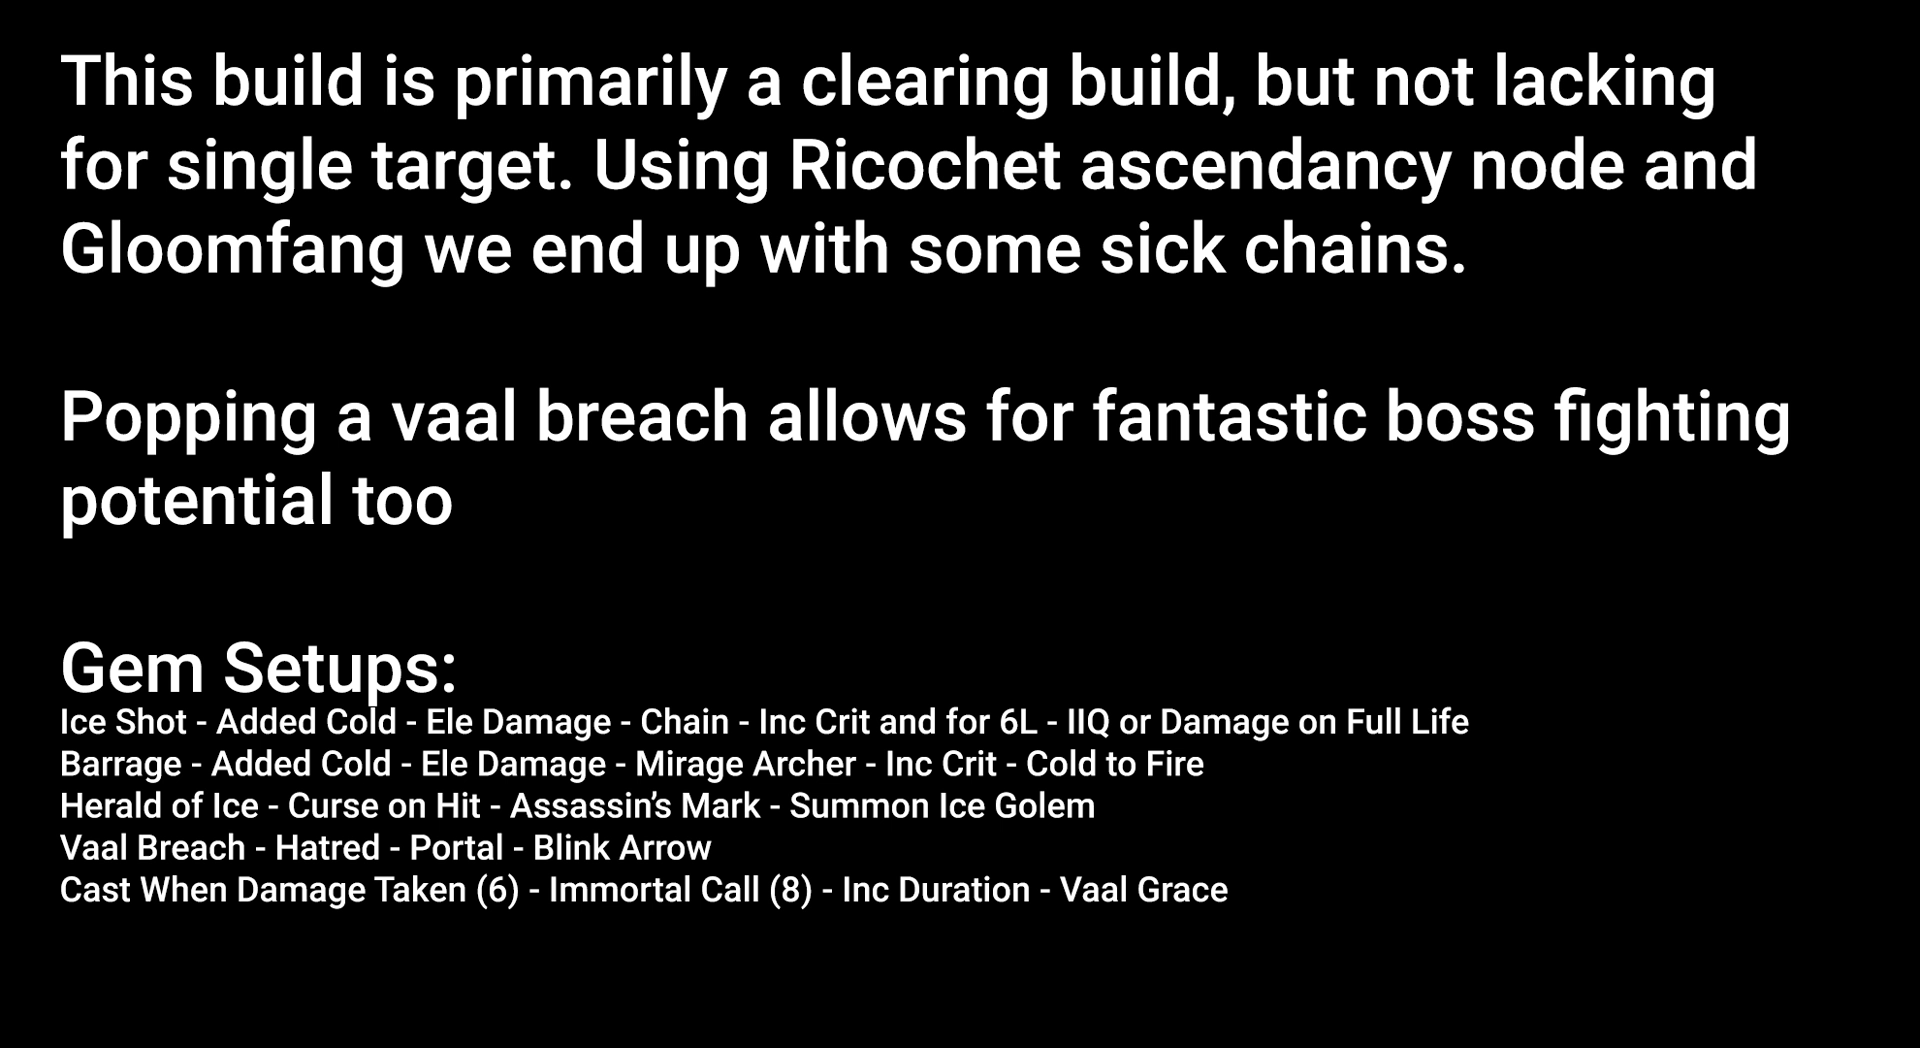 This build is primarily a clearing build, but not lacking
for single target. Using Ricochet ascendancy node and
Gloomfang we end up with some sick chains.
Popping a vaal breach allows for fantastic boss fighting
potential too
Gem Setups:
Ice Shot - Added Cold - Ele Damage - Chain - Inc Crit and for 6L - IIQ or Damage on Full Life
Barrage - Added Cold - Ele Damage - Mirage Archer - Inc Crit - Cold to Fire
Herald of Ice - Curse on Hit - Assassin’s Mark - Summon Ice Golem
Vaal Breach - Hatred - Portal - Blink Arrow
Cast When Damage Taken (6) - Immortal Call (8) - Inc Duration - Vaal Grace